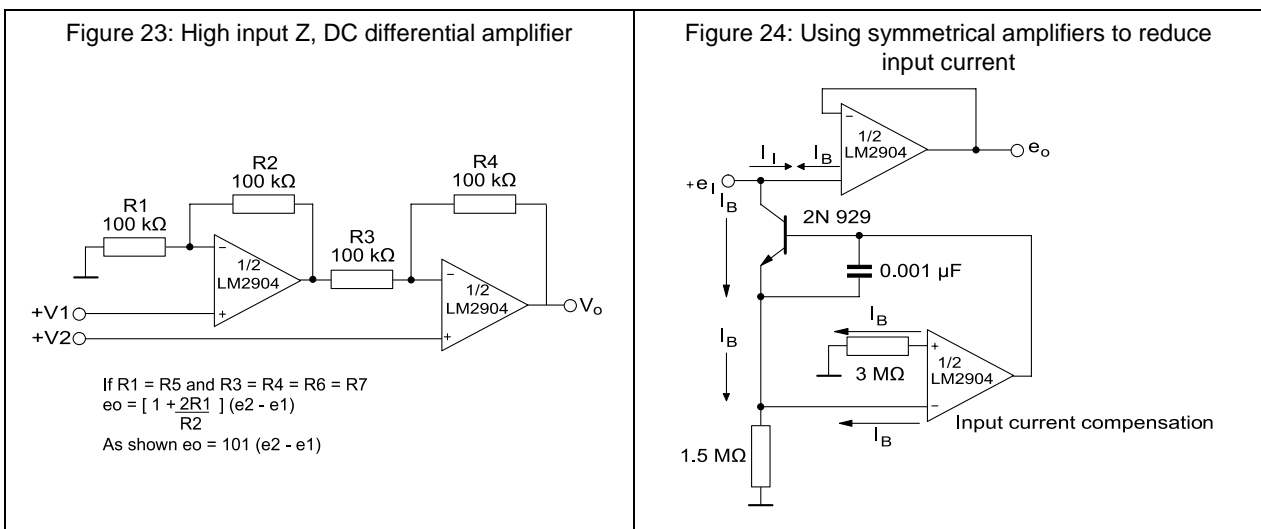 Figure 23: High input Z, DC differential amplifier
R1
100 kΩ
R2
100 kΩ
R3
100 kΩ
R4
100 kΩ
1/2
LM2904
1/2
LM2904
+V1
+V2
Vo
If R1 = R5 and R3 = R4 = R6 = R7
eo = [ 1 + 2R1 ] (e2 - e1)
R2
As shown eo = 101 (e2 - e1)
Figure 24: Using symmetrical amplifiers to reduce
input current
1/2
LM2904
eo
II
IB
+eI
IB
2N 929
0.001 µF
IB
IB
3 MΩ
1/2
LM2904
IB
Input current compensation
1.5 MΩ